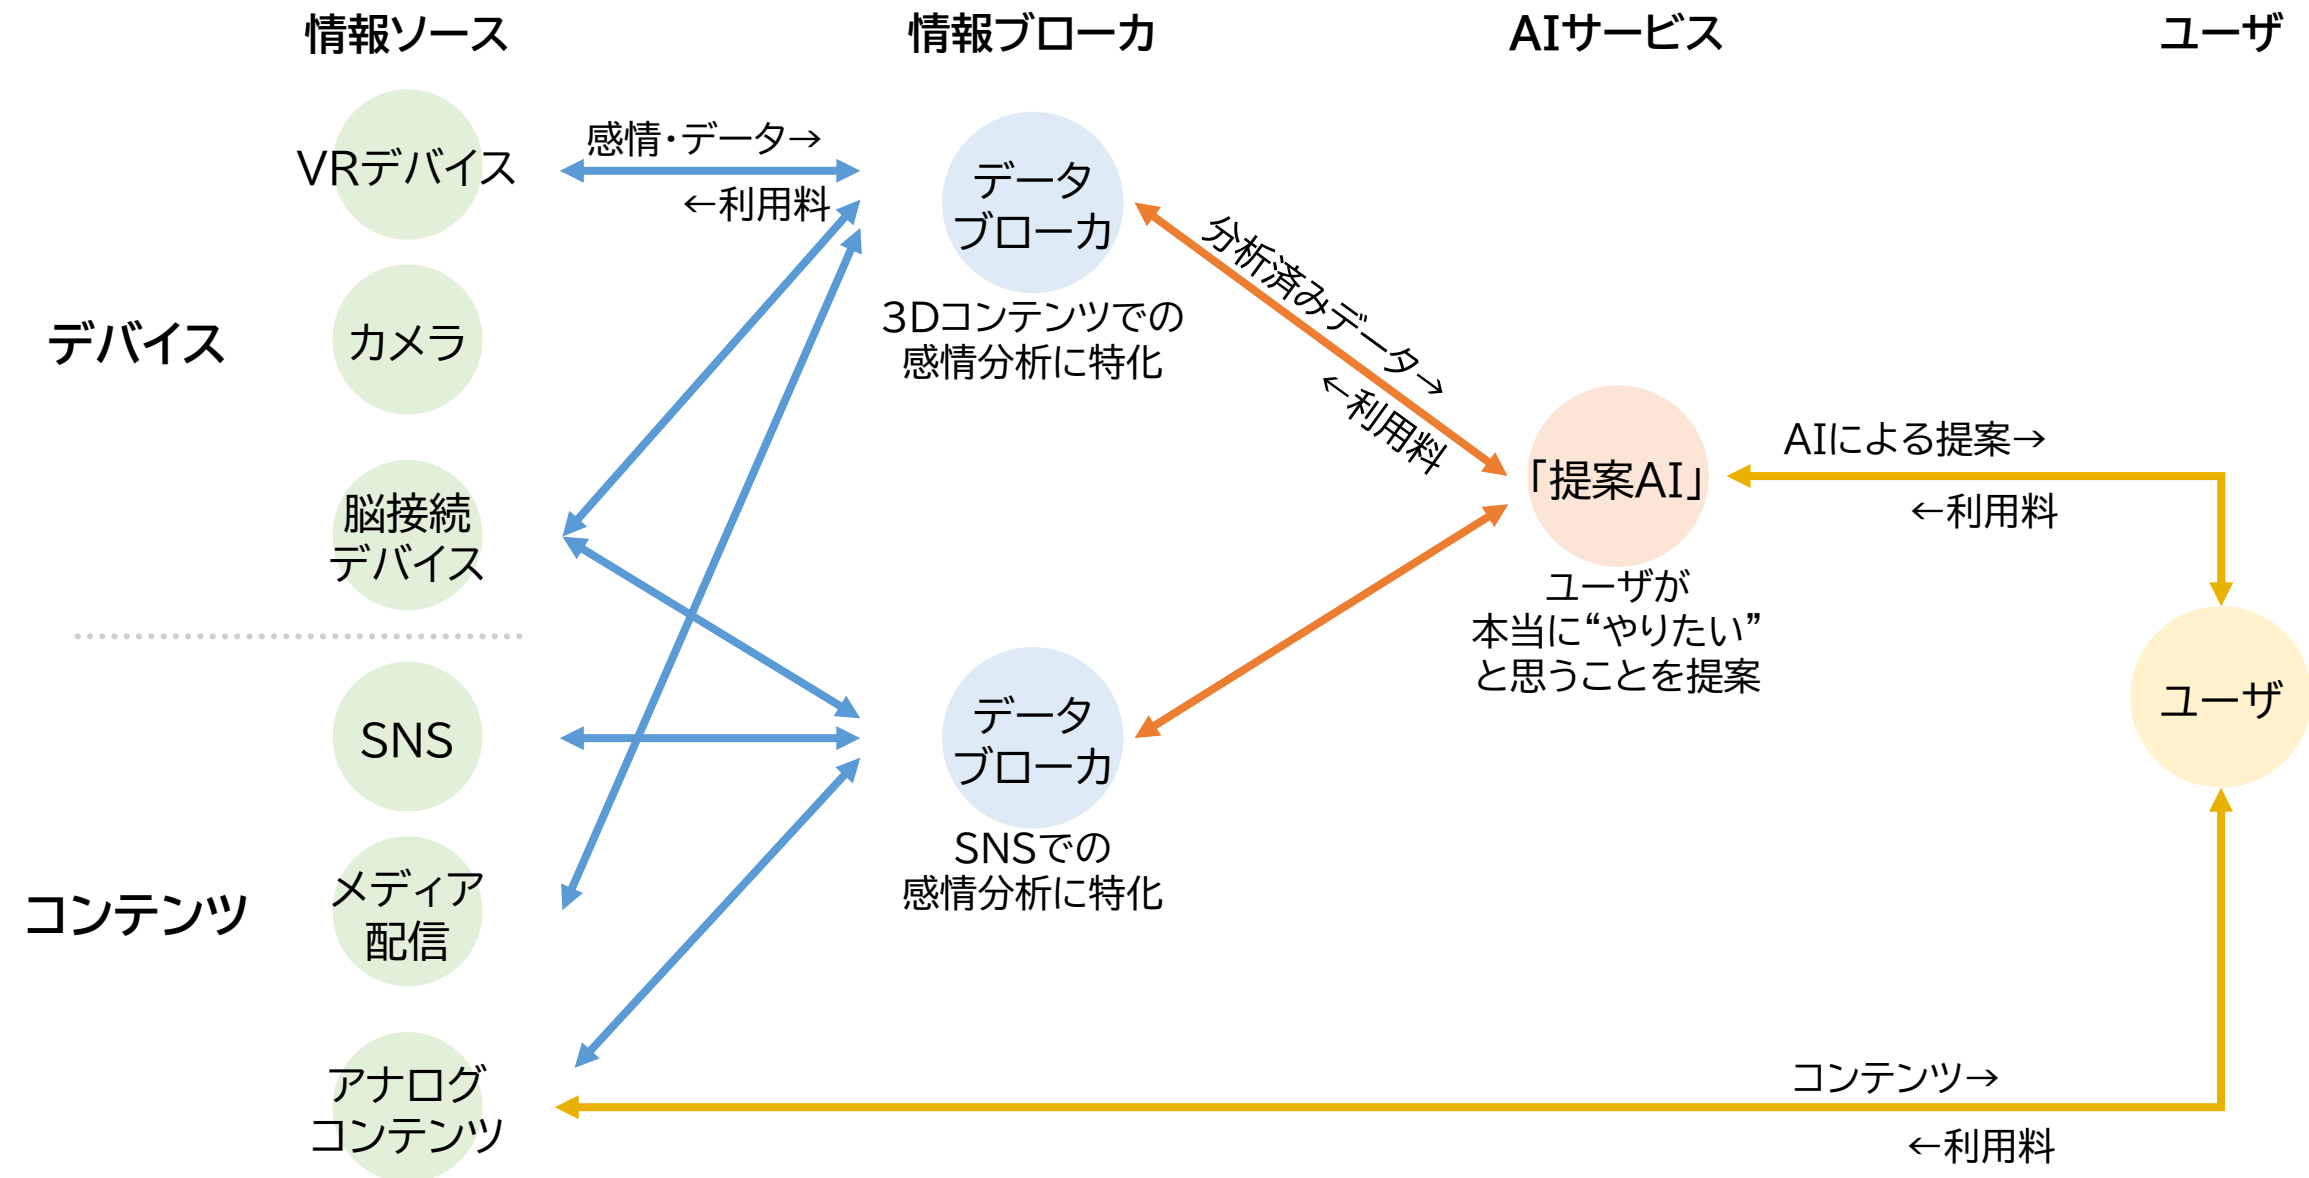 情報ソース
情報ブローカ
AIサービス
ユーザ
デバイス
VRデバイス
カメラ
脳接続
デバイス
コンテンツ
SNS
メディア
配信
アナログ
コンテンツ
感情・データ→
←利用料
データ
ブローカ
3Dコンテンツでの
感情分析に特化
データ
ブローカ
SNSでの
感情分析に特化
分析済みデータ→
←利用料
「提案AI」
ユーザが
本当に“やりたい”
と思うことを提案
AIによる提案→
←利用料
ユーザ
コンテンツ→
←利用料